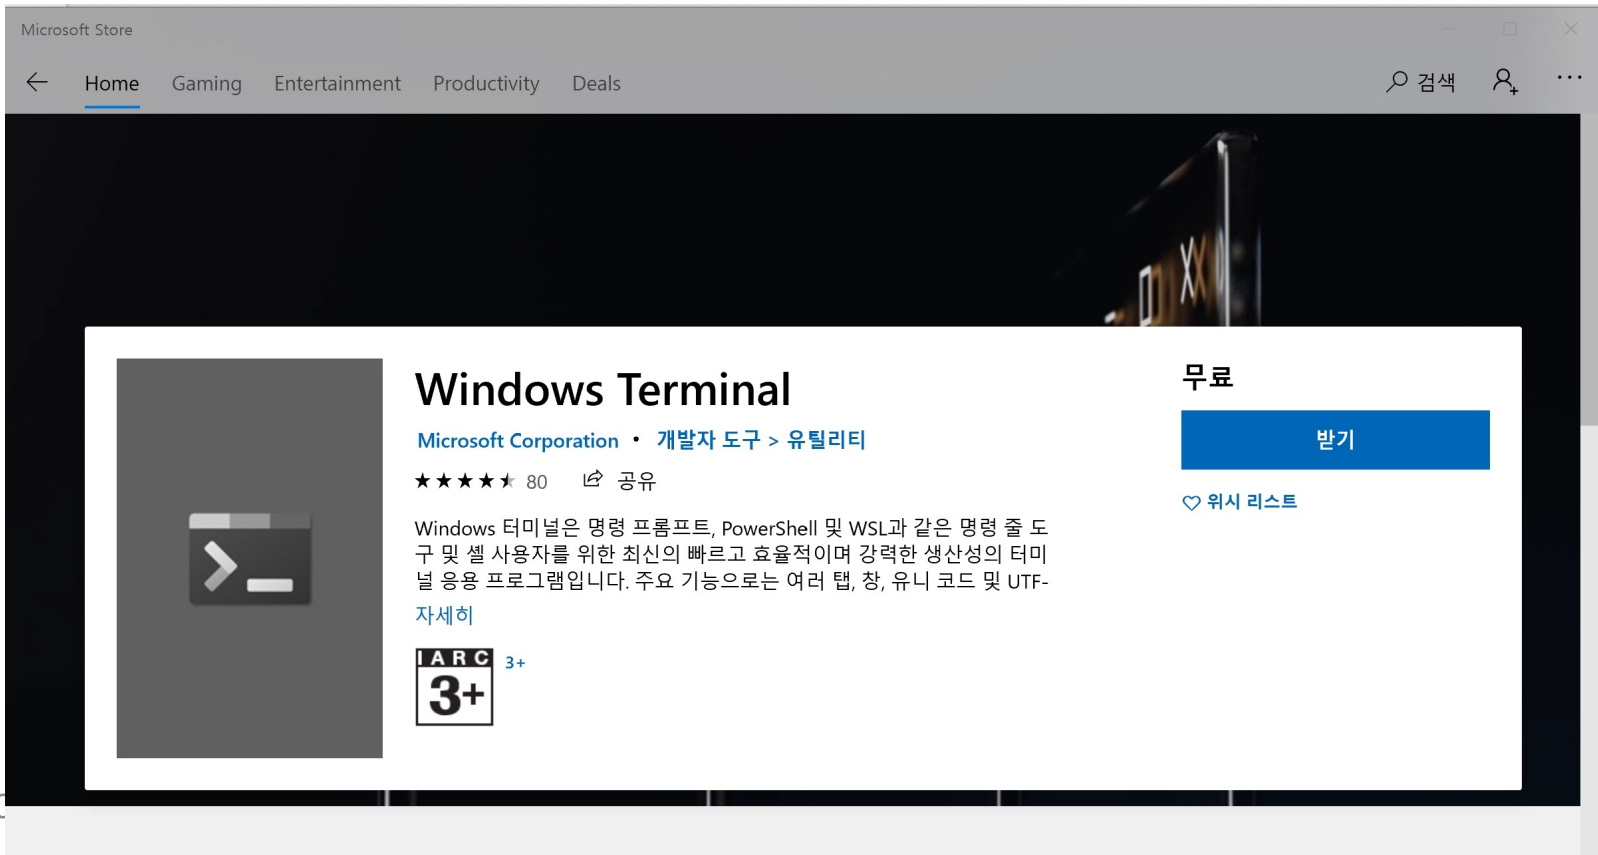 Microsoft Store
Home Gaming Entertainment Productivity Deals 검색
Windows Terminal
Microsoft Corporation • 개발자 도구 > 유틸리티
80 공유
Windows 터미널은 명령 프롬프트, PowerShell 및 WSL과 같은 명령 줄 도
구 및 셸 사용자를 위한 최신의 빠르고 효율적이며 강력한 생산성의 터미
널 응용 프로그램입니다. 주요 기능으로는 여러 탭, 창, 유니 코드 및 UTF-
자세히
IARC
3+
3+
무료
받기
위시 리스트